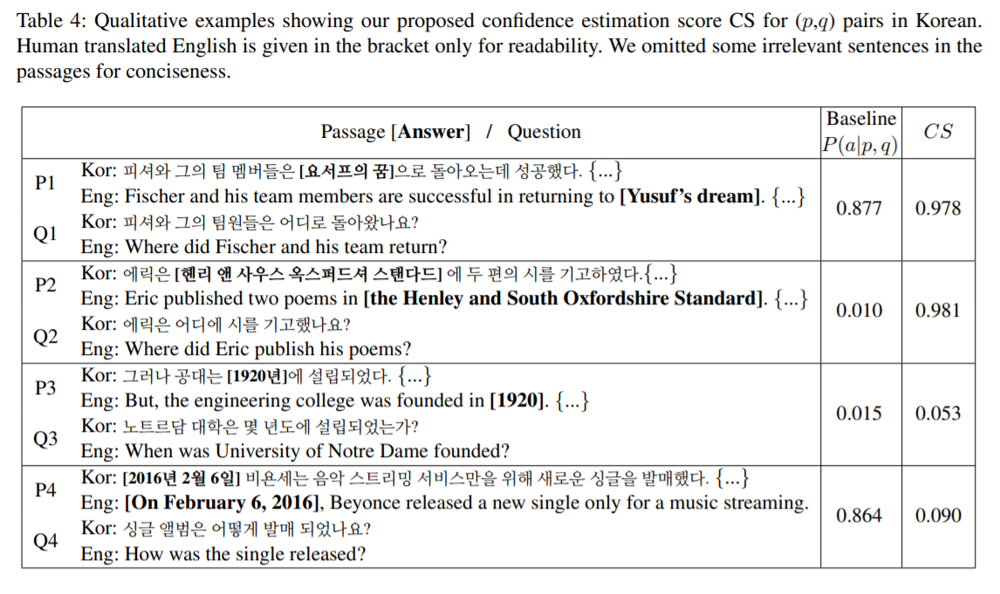 Table 4: Qualitative examples showing our proposed confidence estimation score CS for (p,q) pairs in Korean.
Human translated English is given in the bracket only for readability. We omitted some irrelevant sentences in the
passages for conciseness.
Passage [Answer] / Question
Baseline
P(a|p, q)
CS
P1
Kor: 피셔와 그의 팀 멤버들은 [요서프의 꿈]으로 돌아오는데 성공했다. {...}
Eng: Fischer and his team members are successful in returning to [Yusuf's dream]. {...}
Q1
Kor: 피셔와 그의 팀원들은 어디로 돌아왔나요?
Eng: Where did Fischer and his team return?
0.877
0.978
P2
Kor: 에릭은 [헨리 앤 사우스 옥스퍼드셔 스탠다드] 에 두 편의 시를 기고하였다.{...}
Eng: Eric published two poems in [the Henley and South Oxfordshire Standard]. {...}
Q2
Kor: 에릭은 어디에 시를 기고했나요?
Eng: Where did Eric publish his poems?
0.010
0.981
P3
Kor: 그러나 공대는 [1920년]에 설립되었다. {...}
Eng: But, the engineering college was founded in [1920]. {...}
Q3
Kor: 노트르담 대학은 몇 년도에 설립되었는가?
Eng: When was University of Notre Dame founded?
0.015
0.053
P4
Kor: [2016년 2월 6일] 비욘세는 음악 스트리밍 서비스만을 위해 새로운 싱글을 발매했다. {...}
Eng: [On February 6, 2016], Beyonce released a new single only for a music streaming.
Q4
Kor: 싱글 앨범은 어떻게 발매 되었나요?
Eng: How was the single released?
0.864
0.090